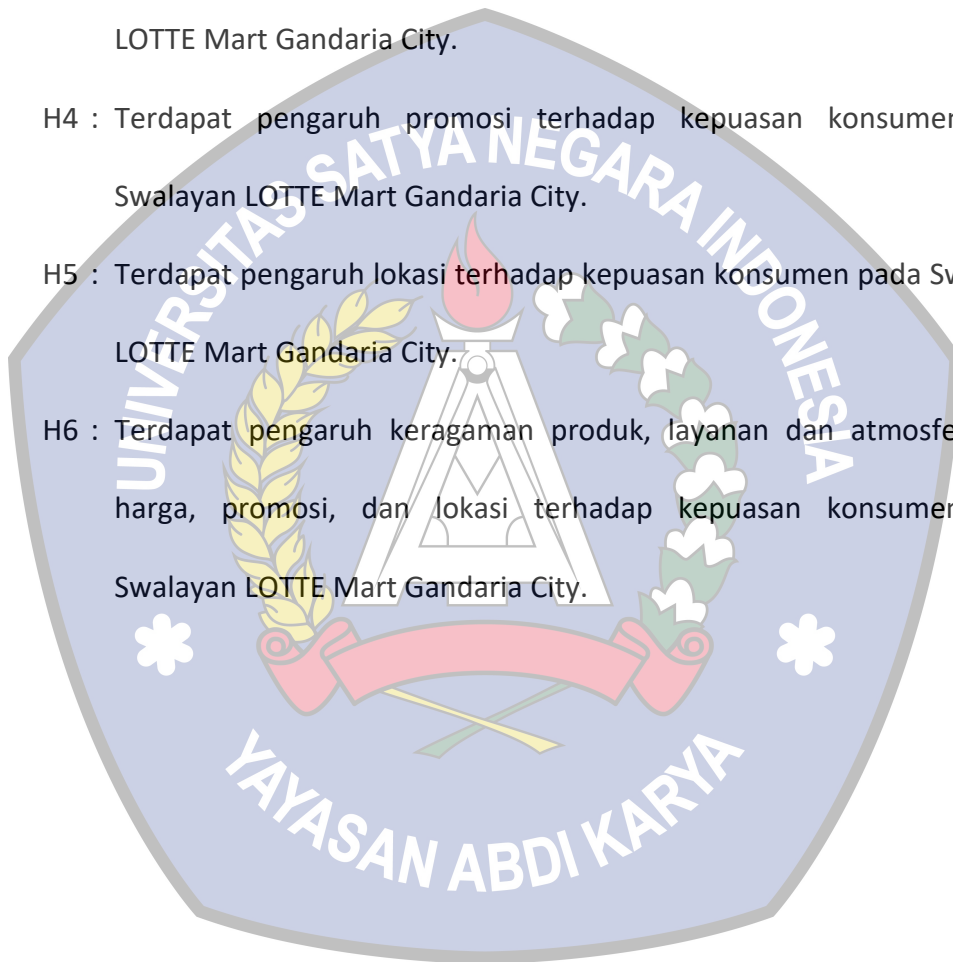 LOTTE Mart Gandaria City.
H4 : Terdapat pengaruh promosi terhadap kepuasan konsumen
Swalayan LOTTE Mart Gandaria City.
H5 : Terdapat pengaruh lokasi terhadap kepuasan konsumen pada
LOTTE Mart Gandaria City.
H6 : Terdapat pengaruh keragaman produk, layanan dan
harga, promosi, dan lokasi terhadap kepuasan konsumen
Swalayan LOTTE Mart Gandaria City.
UNIVERSITAS SATYA NEGARA INDONESIA
YAYASAN ABDI KARYA